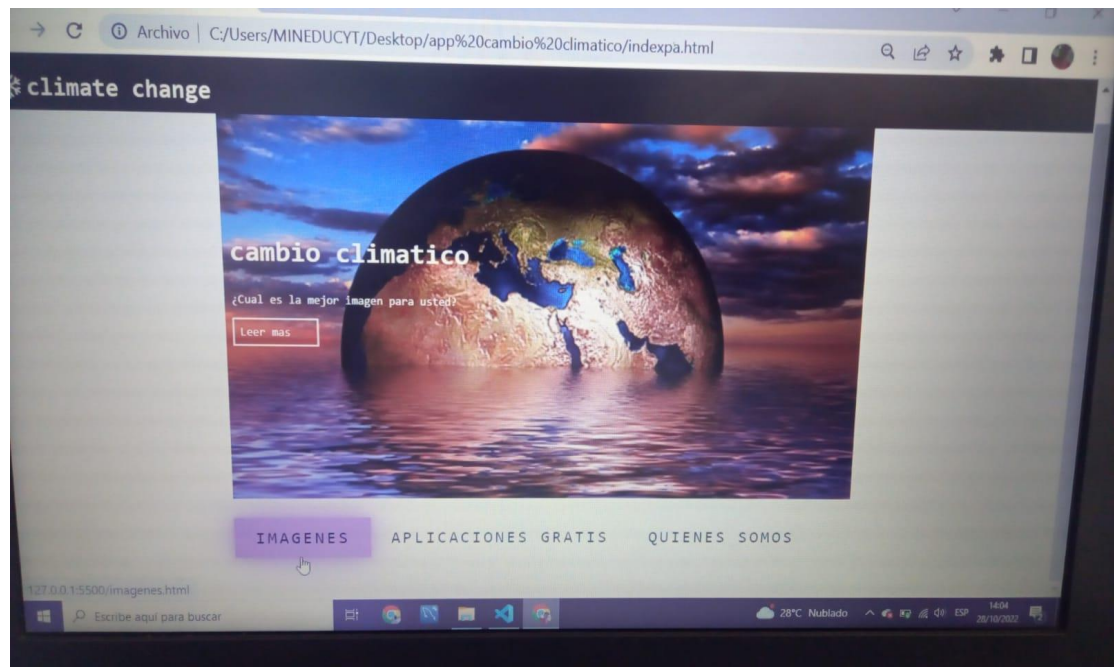 Archivo | C:/Users/MINEDUCYT/Desktop/app%20cambio%20climatico/indexpa.html
climate change
cambio climatico
¿Cual es la mejor imagen para usted?
Leer mas
IMAGENES APLICACIONES GRATIS QUIENES SOMOS
127.0.0.1:5500/imagenes.html
Escribe aquí para buscar
28°C Nublado
ESP
14:04
28/10/2022